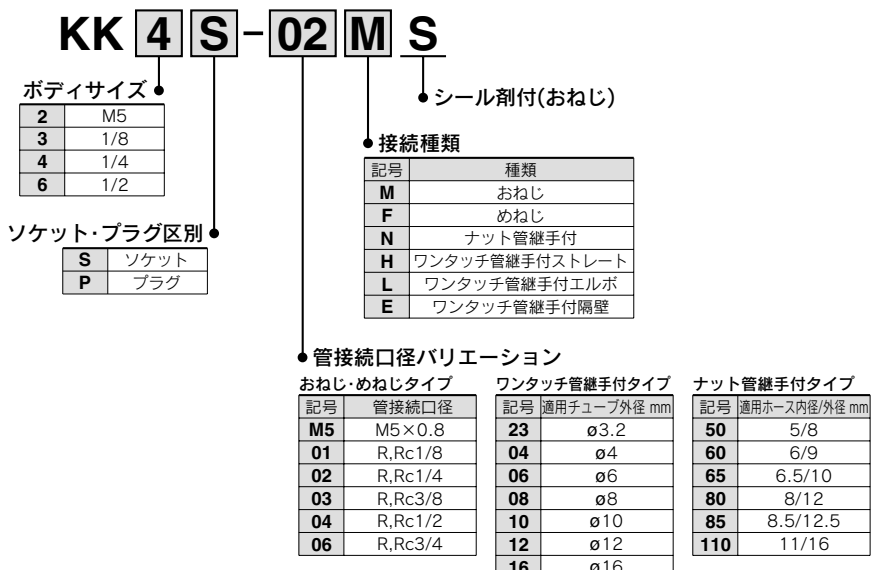 KK 4 S - 02 M S
シール剤付(おねじ)
ボディサイズ
2 M5
3 1/8
4 1/4
6 1/2
ソケット・プラグ区別
S ソケット
P プラグ
接続種類
記号 種類
M おねじ
F めねじ
N ナット管継手付
H ワンタッチ管継手付ストレート
L ワンタッチ管継手付エルボ
E ワンタッチ管継手付隔壁
管接続口径バリエーション
おねじ・めねじタイプ
記号 管接続口径
M5 M5×0.8
01 R,Rc1/8
02 R,Rc1/4
03 R,Rc3/8
04 R,Rc1/2
06 R,Rc3/4
ワンタッチ管継手付タイプ
記号 適用チューブ外径 mm
23 ø3.2
04 ø4
06 ø6
08 ø8
10 ø10
12 ø12
16 ø16
ナット管継手付タイプ
記号 適用ホース内径/外径 mm
50 5/8
60 6/9
65 6.5/10
80 8/12
85 8.5/12.5
110 11/16